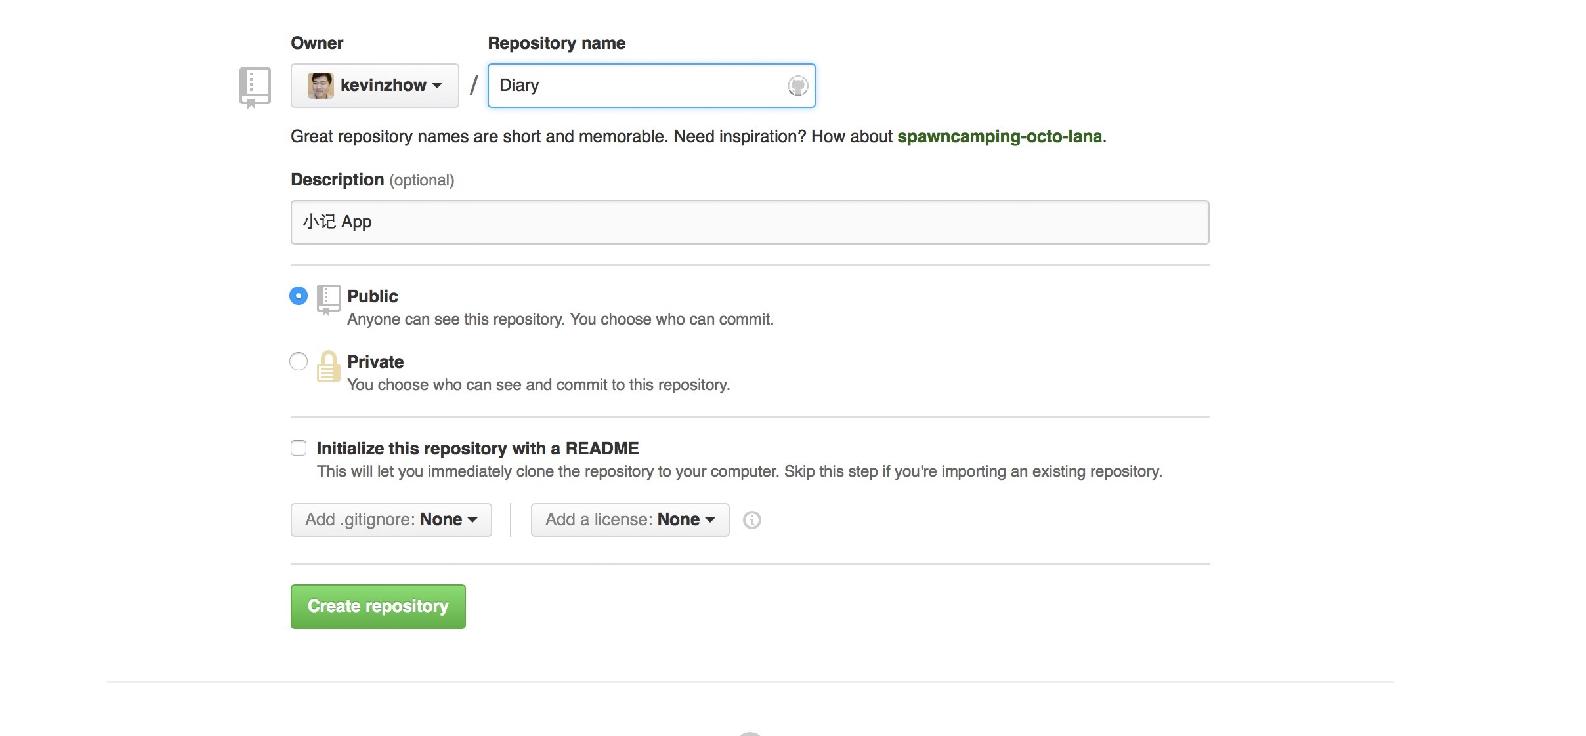 Owner Repository name
kevinzhow / Diary
Great repository names are short and memorable. Need inspiration? How about spawncamping-octo-lana.
Description (optional)
小记 App
Public
Anyone can see this repository. You choose who can commit.
Private
You choose who can see and commit to this repository.
Initialize this repository with a README
This will let you immediately clone the repository to your computer. Skip this step if you're importing an existing repository.
Add .gitignore: None Add a license: None
Create repository